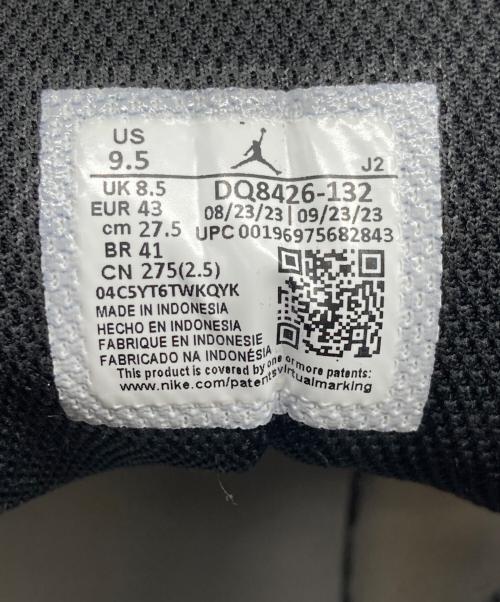 US
9.5
J2
UK 8.5
EUR 43
cm 27.5
BR 41
CN 275(2.5)
DQ8426-132
08/23/23 | 09/23/23
UPC 00196975682843
04C5YT6TWKQYK
MADE IN INDONESIA
HECHO EN INDONESIA
FABRIQUE EN INDONESIE
FABRICADO NA INDONÉSIA
This product is covered by one or more patents:
www.nike.com/patentsvirtualmarking